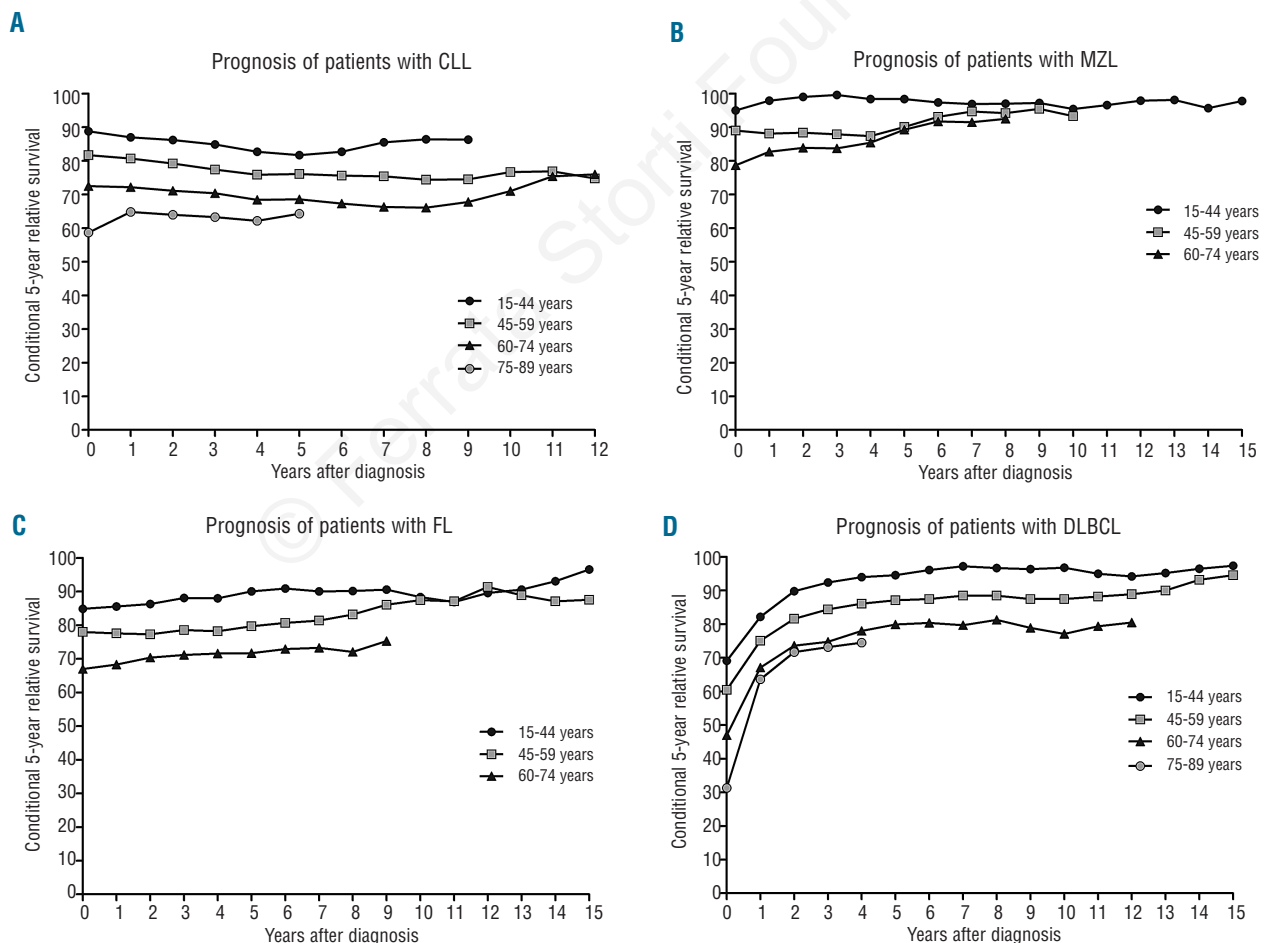 A
Prognosis of patients with CLL
Conditional 5-year relative survival
100
90
80
70
60
50
40
30
20
10
0
0 1 2 3 4 5 6 7 8 9 10 11 12
Years after diagnosis
15-44 years
45-59 years
60-74 years
75-89 years
B
Prognosis of patients with MZL
Conditional 5-year relative survival
100
90
80
70
60
50
40
30
20
10
0
0 1 2 3 4 5 6 7 8 9 10 11 12 13 14 15
Years after diagnosis
15-44 years
45-59 years
60-74 years
C
Prognosis of patients with FL
Conditional 5-year relative survival
100
90
80
70
60
50
40
30
20
10
0
0 1 2 3 4 5 6 7 8 9 10 11 12 13 14 15
Years after diagnosis
15-44 years
45-59 years
60-74 years
D
Prognosis of patients with DLBCL
Conditional 5-year relative survival
100
90
80
70
60
50
40
30
20
10
0
0 1 2 3 4 5 6 7 8 9 10 11 12 13 14 15
Years after diagnosis
15-44 years
45-59 years
60-74 years
75-89 years
© Ferrata Storti